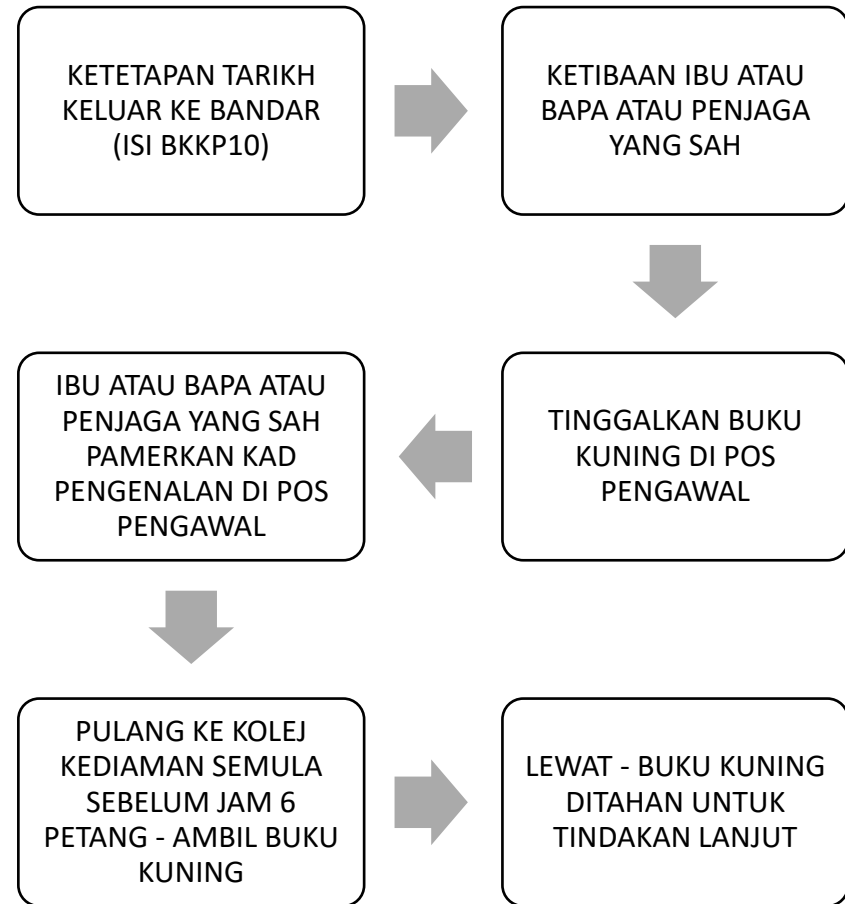 KETETAPAN TARIKH
KELUAR KE BANDAR
(ISI BKKP10)
KETIBAAN IBU ATAU
BAPA ATAU PENJAGA
YANG SAH
TINGGALKAN BUKU
KUNING DI POS
PENGAWAL
IBU ATAU BAPA ATAU
PENJAGA YANG SAH
PAMERKAN KAD
PENGENALAN DI POS
PENGAWAL
PULANG KE KOLEJ
KEDIAMAN SEMULA
SEBELUM JAM 6
PETANG - AMBIL BUKU
KUNING
LEWAT - BUKU KUNING
DITAHAN UNTUK
TINDAKAN LANJUT